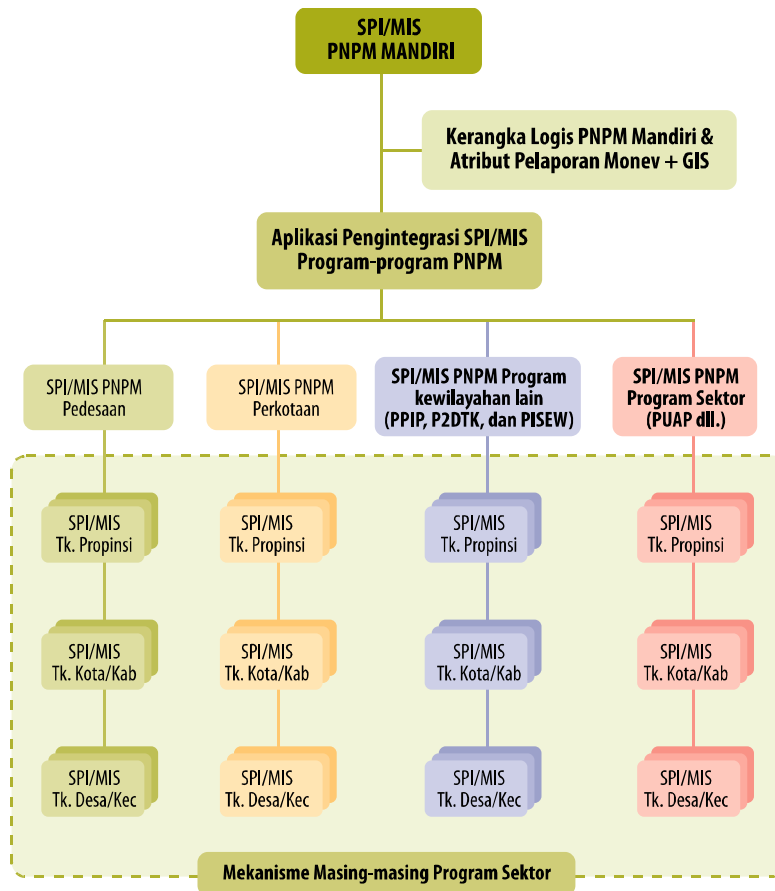 SPI/MIS
PNPM MANDIRI
Kerangka Logis PNPM Mandiri &
Atribut Pelaporan Monev + GIS
Aplikasi Pengintegrasi SPI/MIS
Program-program PNPM
SPI/MIS PNPM
Pedesaan
SPI/MIS PNPM
Perkotaan
SPI/MIS PNPM Program
kewilayahan lain
(PPIP, P2DTK, dan PISEW)
SPI/MIS PNPM
Program Sektor
(PUAP dll.)
SPI/MIS
Tk. Propinsi
SPI/MIS
Tk. Propinsi
SPI/MIS
Tk. Propinsi
SPI/MIS
Tk. Propinsi
SPI/MIS
Tk. Kota/Kab
SPI/MIS
Tk. Kota/Kab
SPI/MIS
Tk. Kota/Kab
SPI/MIS
Tk. Kota/Kab
SPI/MIS
Tk. Desa/Kec
SPI/MIS
Tk. Desa/Kec
SPI/MIS
Tk. Desa/Kec
SPI/MIS
Tk. Desa/Kec
Mekanisme Masing-masing Program Sektor